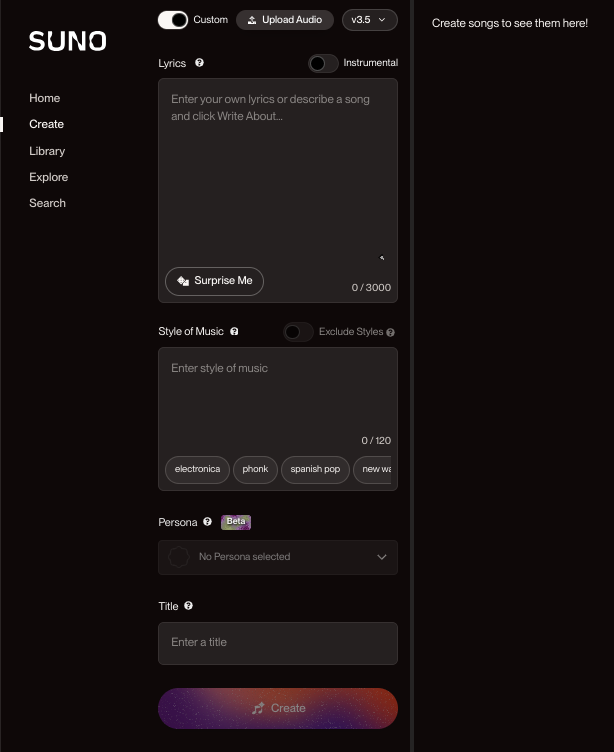 SUNO
Home
Create
Library
Explore
Search
Custom
Upload Audio
v3.5
Lyrics
Instrumental
Enter your own lyrics or describe a song
and click Write About...
Surprise Me
0 / 3000
Style of Music
Exclude Styles
Enter style of music
0 / 120
electronica
phonk
spanish pop
new wa
Persona
Beta
No Persona selected
Title
Enter a title
Create
Create songs to see them here!